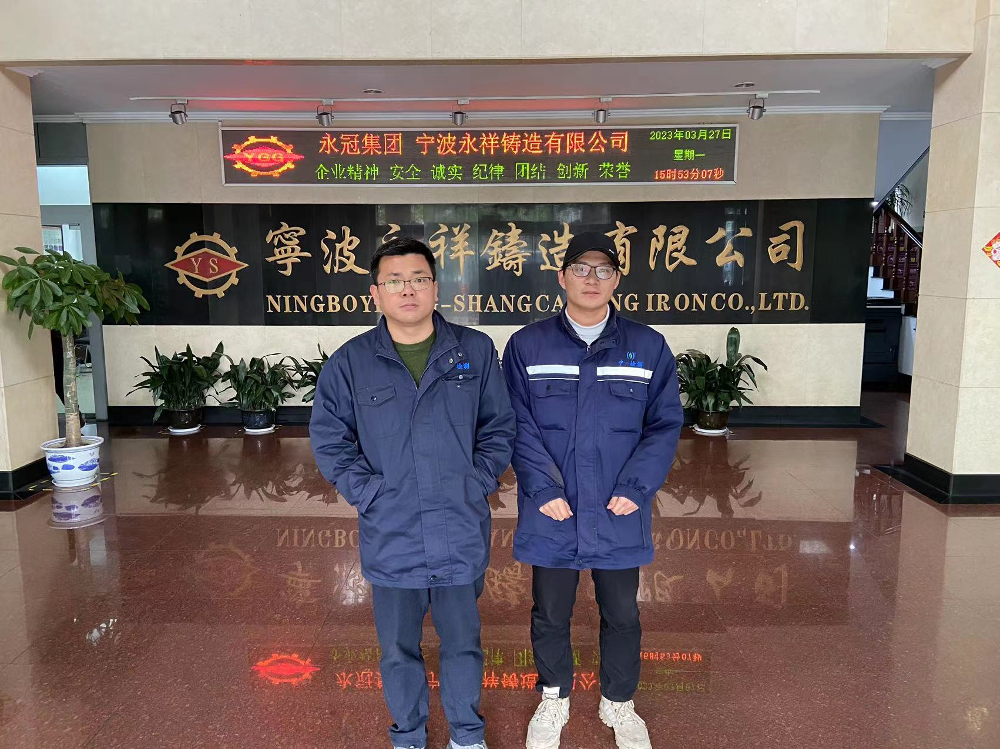 YGG
永冠集团 宁波永祥铸造有限公司
企业精神 安全 诚实 纪律 团结 创新 荣誉
2023年03月27日
星期一
15时53分07秒
YS
寧波永祥鑄造有限公司
NINGBOY G-SHANG CA NG IRON CO.,LTD.
检测
中一检测